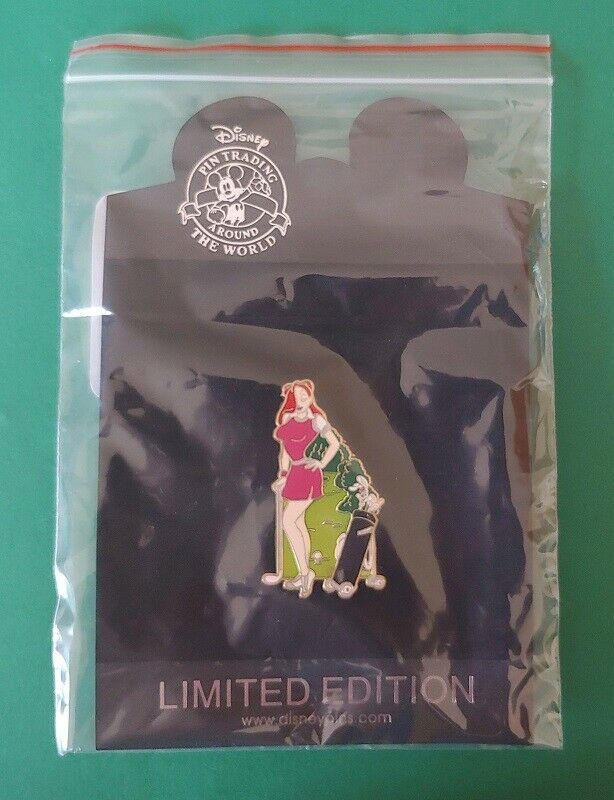 Disney
PIN TRADING
AROUND
THE WORLD
LIMITED EDITION
www.disneypins.com